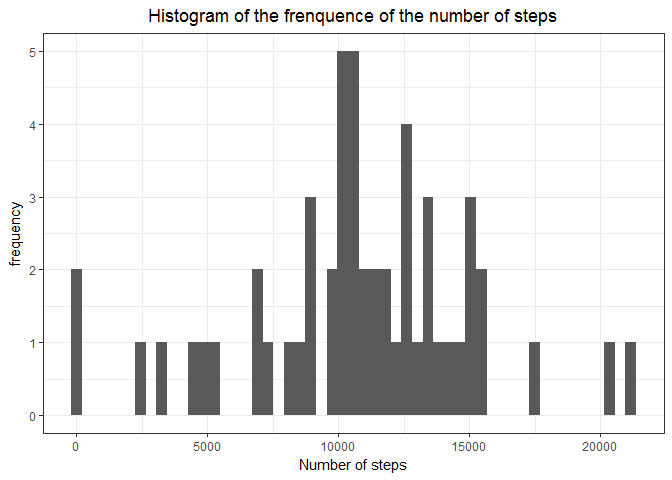 Histogram of the frenquence of the number of steps
5
4
3
2
1
0
frequency
0 5000 10000 15000 20000
Number of steps